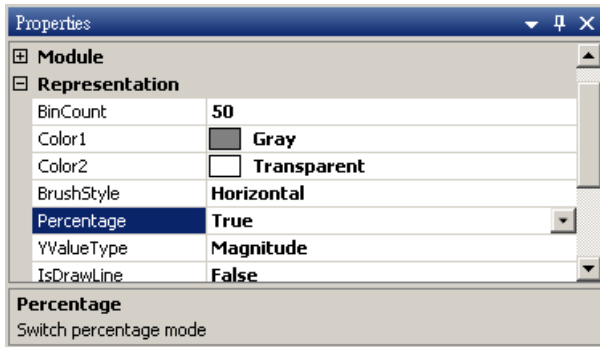 Properties
Module
Representation
BinCount 50
Color1 Gray
Color2 Transparent
BrushStyle Horizontal
Percentage True
YValueType Magnitude
IsDrawLine False
Percentage
Switch percentage mode